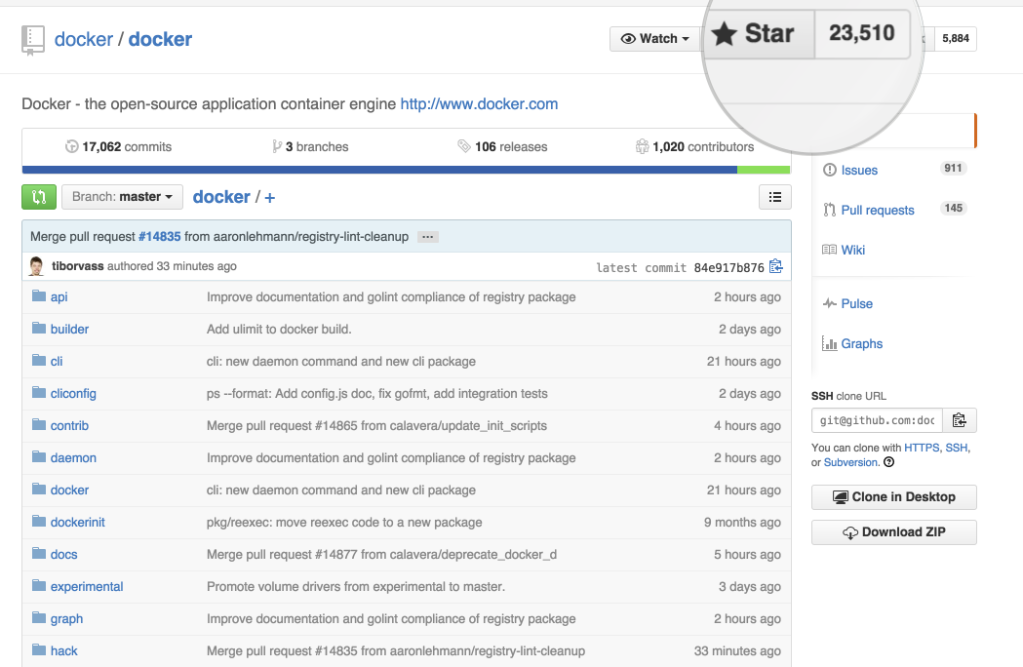 docker / docker
Watch
Star 23,510
5,884
Docker - the open-source application container engine http://www.docker.com
17,062 commits 3 branches 106 releases 1,020 contributors
Branch: master docker / +
Merge pull request #14835 from aaronlehmann/registry-lint-cleanup ...
tiborvass authored 33 minutes ago latest commit 84e917b876
api Improve documentation and golint compliance of registry package 2 hours ago
builder Add ulimit to docker build. 2 days ago
cli cli: new daemon command and new cli package 21 hours ago
cliconfig ps --format: Add config.js doc, fix gofmt, add integration tests 2 days ago
contrib Merge pull request #14865 from calavera/update_init_scripts 4 hours ago
daemon Improve documentation and golint compliance of registry package 2 hours ago
docker cli: new daemon command and new cli package 21 hours ago
dockerinit pkg/reexec: move reexec code to a new package 9 months ago
docs Merge pull request #14877 from calavera/deprecate_docker_d 5 hours ago
experimental Promote volume drivers from experimental to master. 3 days ago
graph Improve documentation and golint compliance of registry package 2 hours ago
hack Merge pull request #14835 from aaronlehmann/registry-lint-cleanup 33 minutes ago
Issues 911
Pull requests 145
Wiki
Pulse
Graphs
SSH clone URL
git@github.com:doc
You can clone with HTTPS, SSH,
or Subversion.
Clone in Desktop
Download ZIP